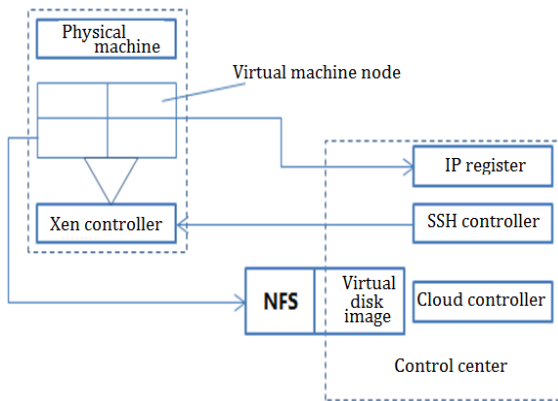 Physical
machine
Virtual machine node
IP register
Xen controller
SSH controller
NFS
Virtual
disk
image
Cloud controller
Control center